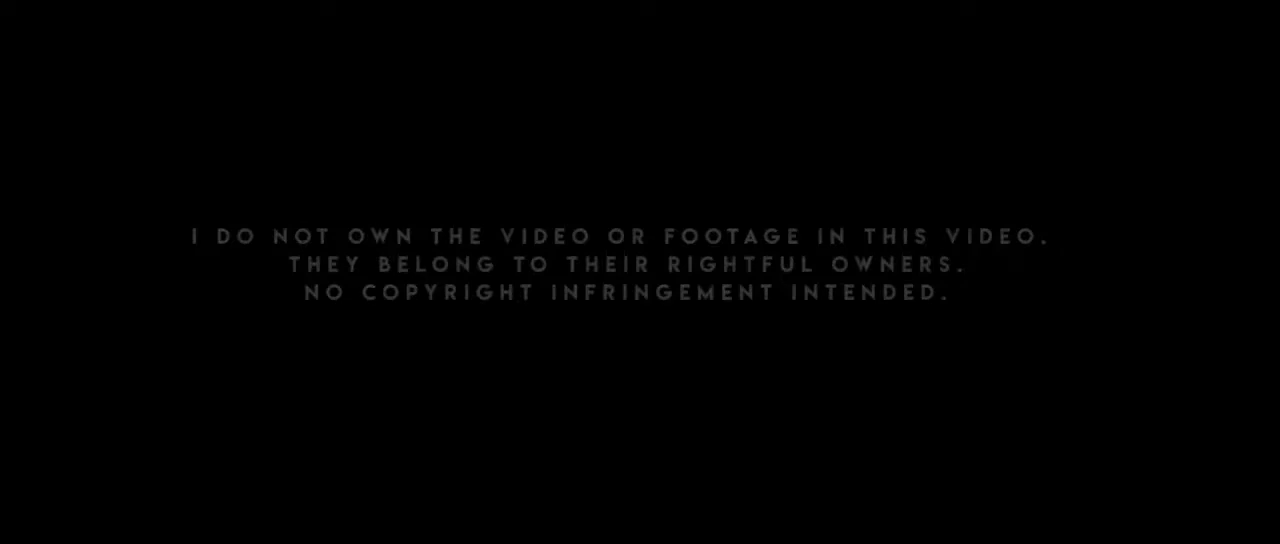 I DO NOT OWN THE VIDEO OR FOOTAGE IN THIS VIDEO.
THEY BELONG TO THEIR RIGHTFUL OWNERS.
NO COPYRIGHT INFRINGEMENT INTENDED.